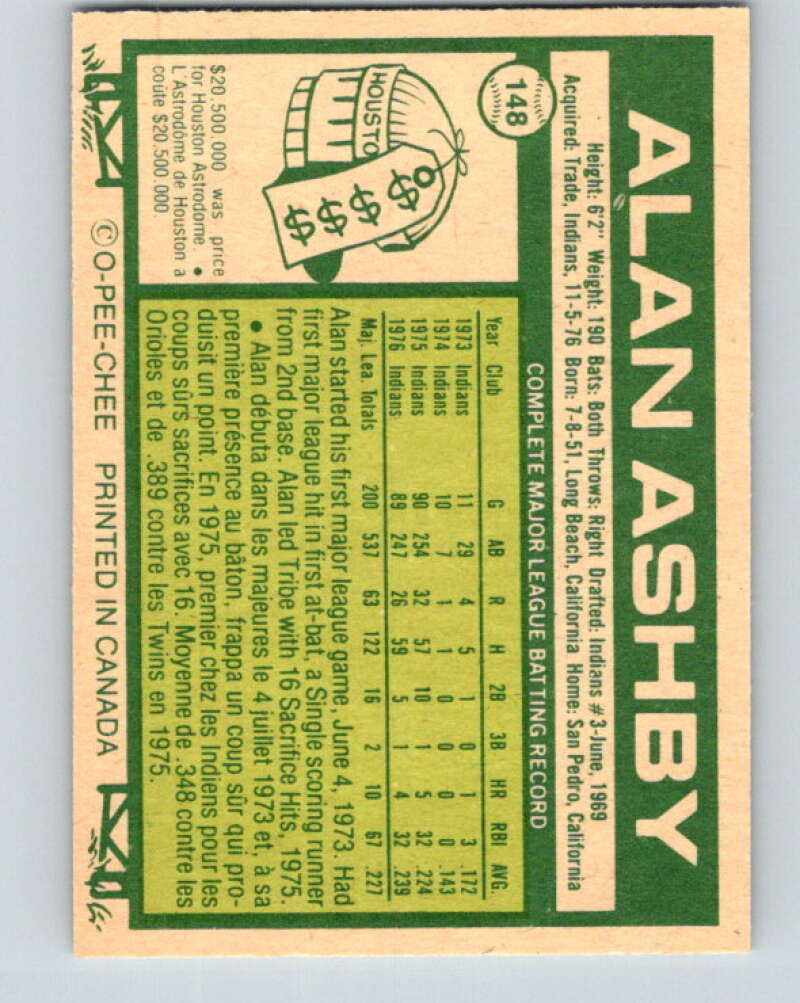 148
ALAN ASHBY
Height: 6'2" Weight: 190 Bats: Both Throws: Right Drafted: Indians #3-June, 1969
Acquired: Trade, Indians, 11-5-76 Born: 7-8-51, Long Beach, California Home: San Pedro, California
COMPLETE MAJOR LEAGUE BATTING RECORD
Year Club G AB R H 2B 3B HR RBI AVG.
1973 Indians 11 29 4 5 1 0 1 3 .172
1974 Indians 10 7 1 1 0 0 0 0 .143
1975 Indians 90 254 32 57 10 1 5 32 .224
1976 Indians 89 247 26 59 5 1 4 32 .239
Maj. Lea. Totals 200 537 63 122 16 2 10 67 .227
Alan started his first major league game, June 4, 1973. Had
first major league hit in first at-bat, a Single scoring runner
from 2nd base. Alan led Tribe with 16 Sacrifice Hits, 1975.
• Alan débuta dans les majeures le 4 juillet 1973 et, à sa
première présence au bâton, frappa un coup sûr qui pro-
duisit un point. En 1975, premier chez les Indiens pour les
coups sûrs sacrifices avec 16. Moyenne de .348 contre les
Orioles et de .389 contre les Twins en 1975.
HOUSTO
$ $ $ $
$20,500,000 was price
for Houston Astrodome. •
L'Astrodôme de Houston a
coûté $20,500,000
© O-PEE-CHEE PRINTED IN CANADA